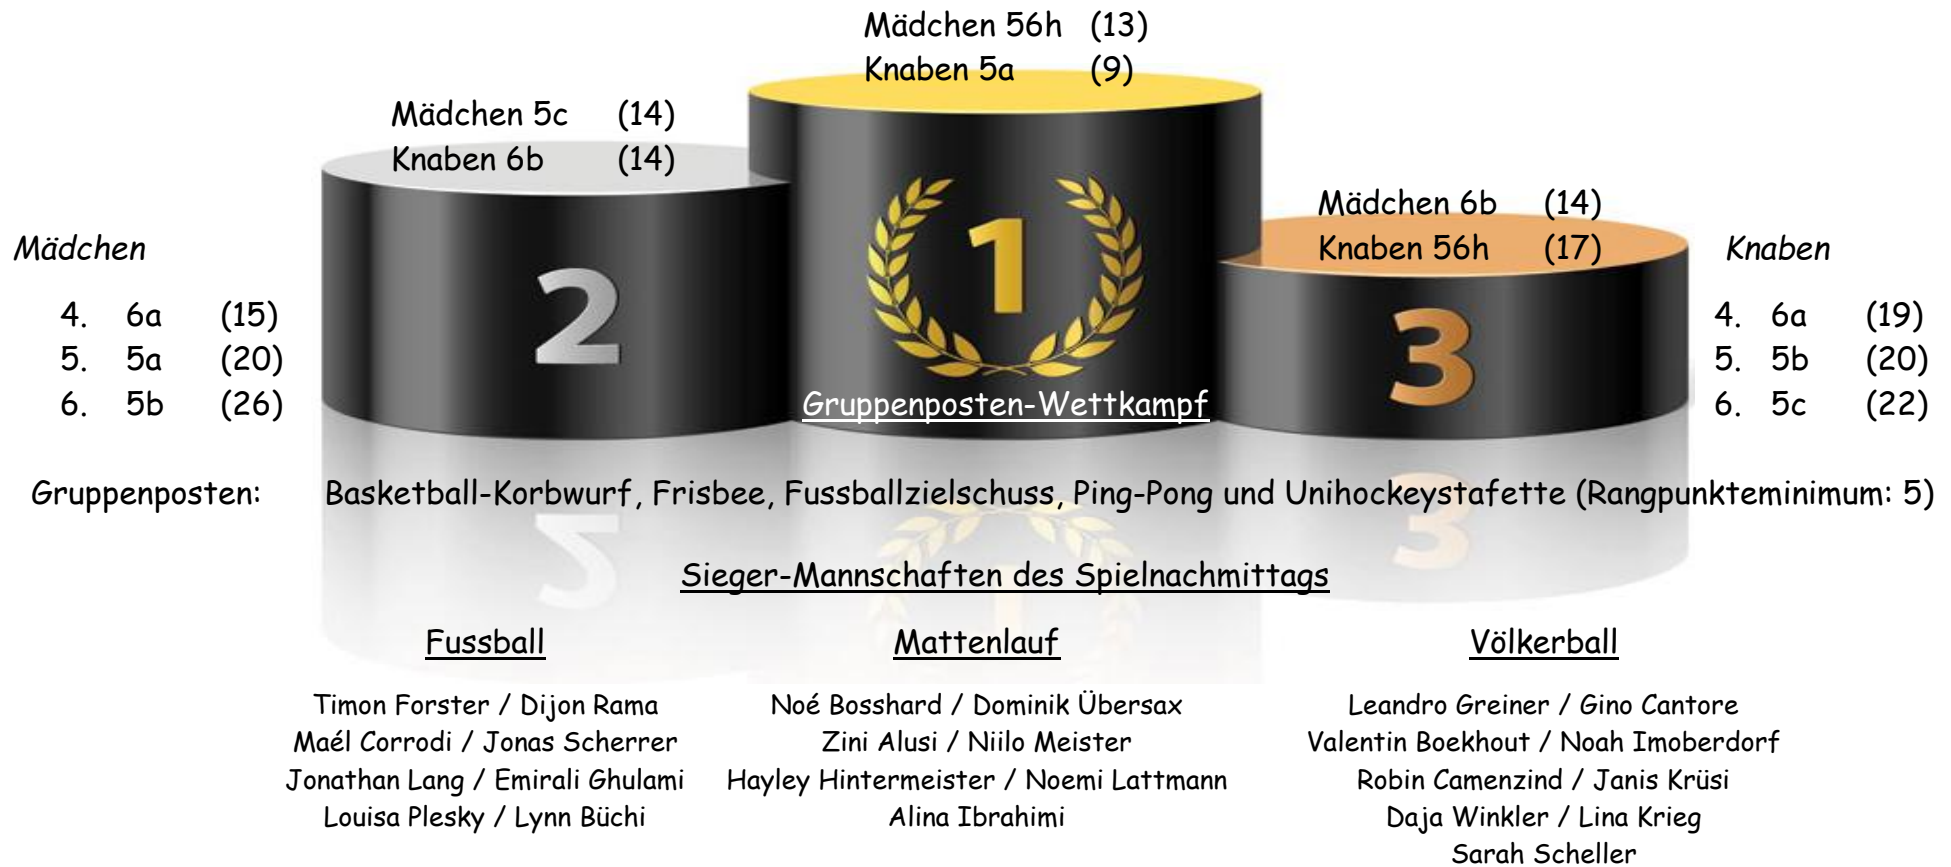 Mädchen 56h (13)
Knaben 5a (9)
Mädchen 5c (14)
Knaben 6b (14)
Mädchen 6b (14)
Knaben 56h (17)
1
2
3
Gruppenposten-Wettkampf
Mädchen
4. 6a (15)
5. 5a (20)
6. 5b (26)
Knaben
4. 6a (19)
5. 5b (20)
6. 5c (22)
Gruppenposten: Basketball-Korbwurf, Frisbee, Fussballzielschuss, Ping-Pong und Unihockeystafette (Rangpunkteminimum: 5)
Sieger-Mannschaften des Spielnachmittags
Fussball
Timon Forster / Dijon Rama
Maél Corrodi / Jonas Scherrer
Jonathan Lang / Emirali Ghulami
Louisa Plesky / Lynn Büchi
Mattenlauf
Noé Bosshard / Dominik Übersax
Zini Alusi / Niilo Meister
Hayley Hintermeister / Noemi Lattmann
Alina Ibrahimi
Völkerball
Leandro Greiner / Gino Cantore
Valentin Boekhout / Noah Imoberdorf
Robin Camenzind / Janis Krüsi
Daja Winkler / Lina Krieg
Sarah Scheller